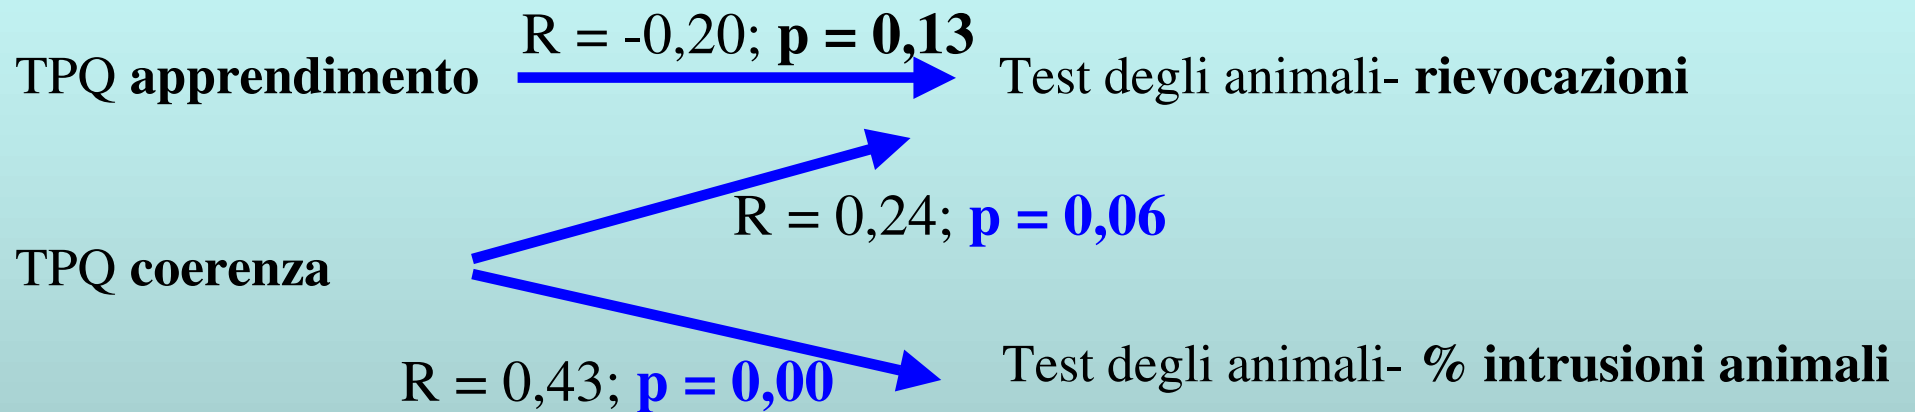 R = -0,20; p = 0,13
TPQ apprendimento Test degli animali- rievocazioni
R = 0,24; p = 0,06
TPQ coerenza
Test degli animali- % intrusioni animali
R = 0,43; p = 0,00